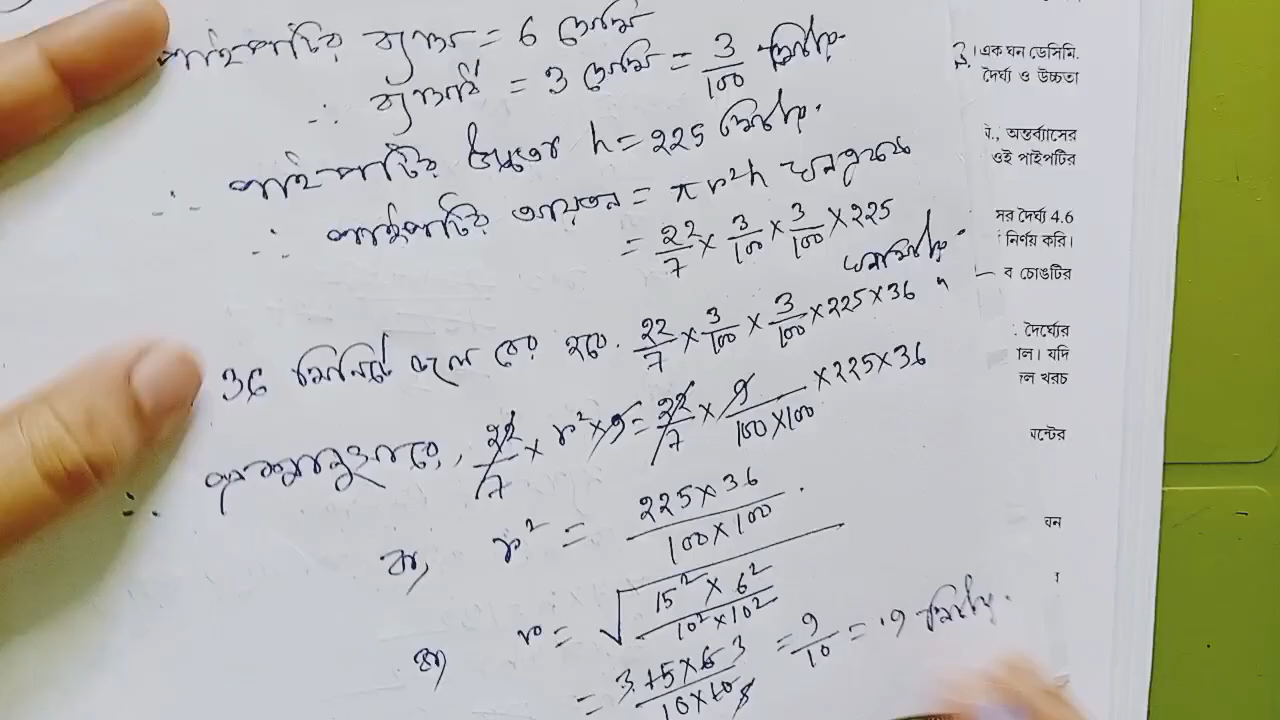 পাইপটির ব্যাস = 6 ডেসিমি
∴ ব্যাসার্ধ = 3 ডেসিমি = 3/100 মিটার.
∴ পাইপটির উচ্চতা h = 225 মিটার.
∴ পাইপটির আয়তন = πr²h ঘনএকক
= 22/7 × 3/100 × 3/100 × 225 ঘনমিটার.
36 মিনিটে জল বের হবে. 22/7 × 3/100 × 3/100 × 225 × 36 "
∴ প্রশ্নানুসারে, 22/7 × r² × 9 = 22/7 × 9/(100 × 100) × 225 × 36
বা, r² = (225 × 36)/(100 × 100).
বা, r = √((15² × 6²)/(10² × 10²))
= (3 15 × 6 3)/(10 × 10) = 9/10 = .9 মিটার.
3। এক ঘন ডেসিমি.
দৈর্ঘ্য ও উচ্চতা
ম., অন্তর্ব্যাসের
ওই পাইপটির
সর দৈর্ঘ্য 4.6
নির্ণয় করি।
ব চোঙটির
দৈর্ঘ্যের
াল। যদি
াল খরচ
মন্টের
ঘন